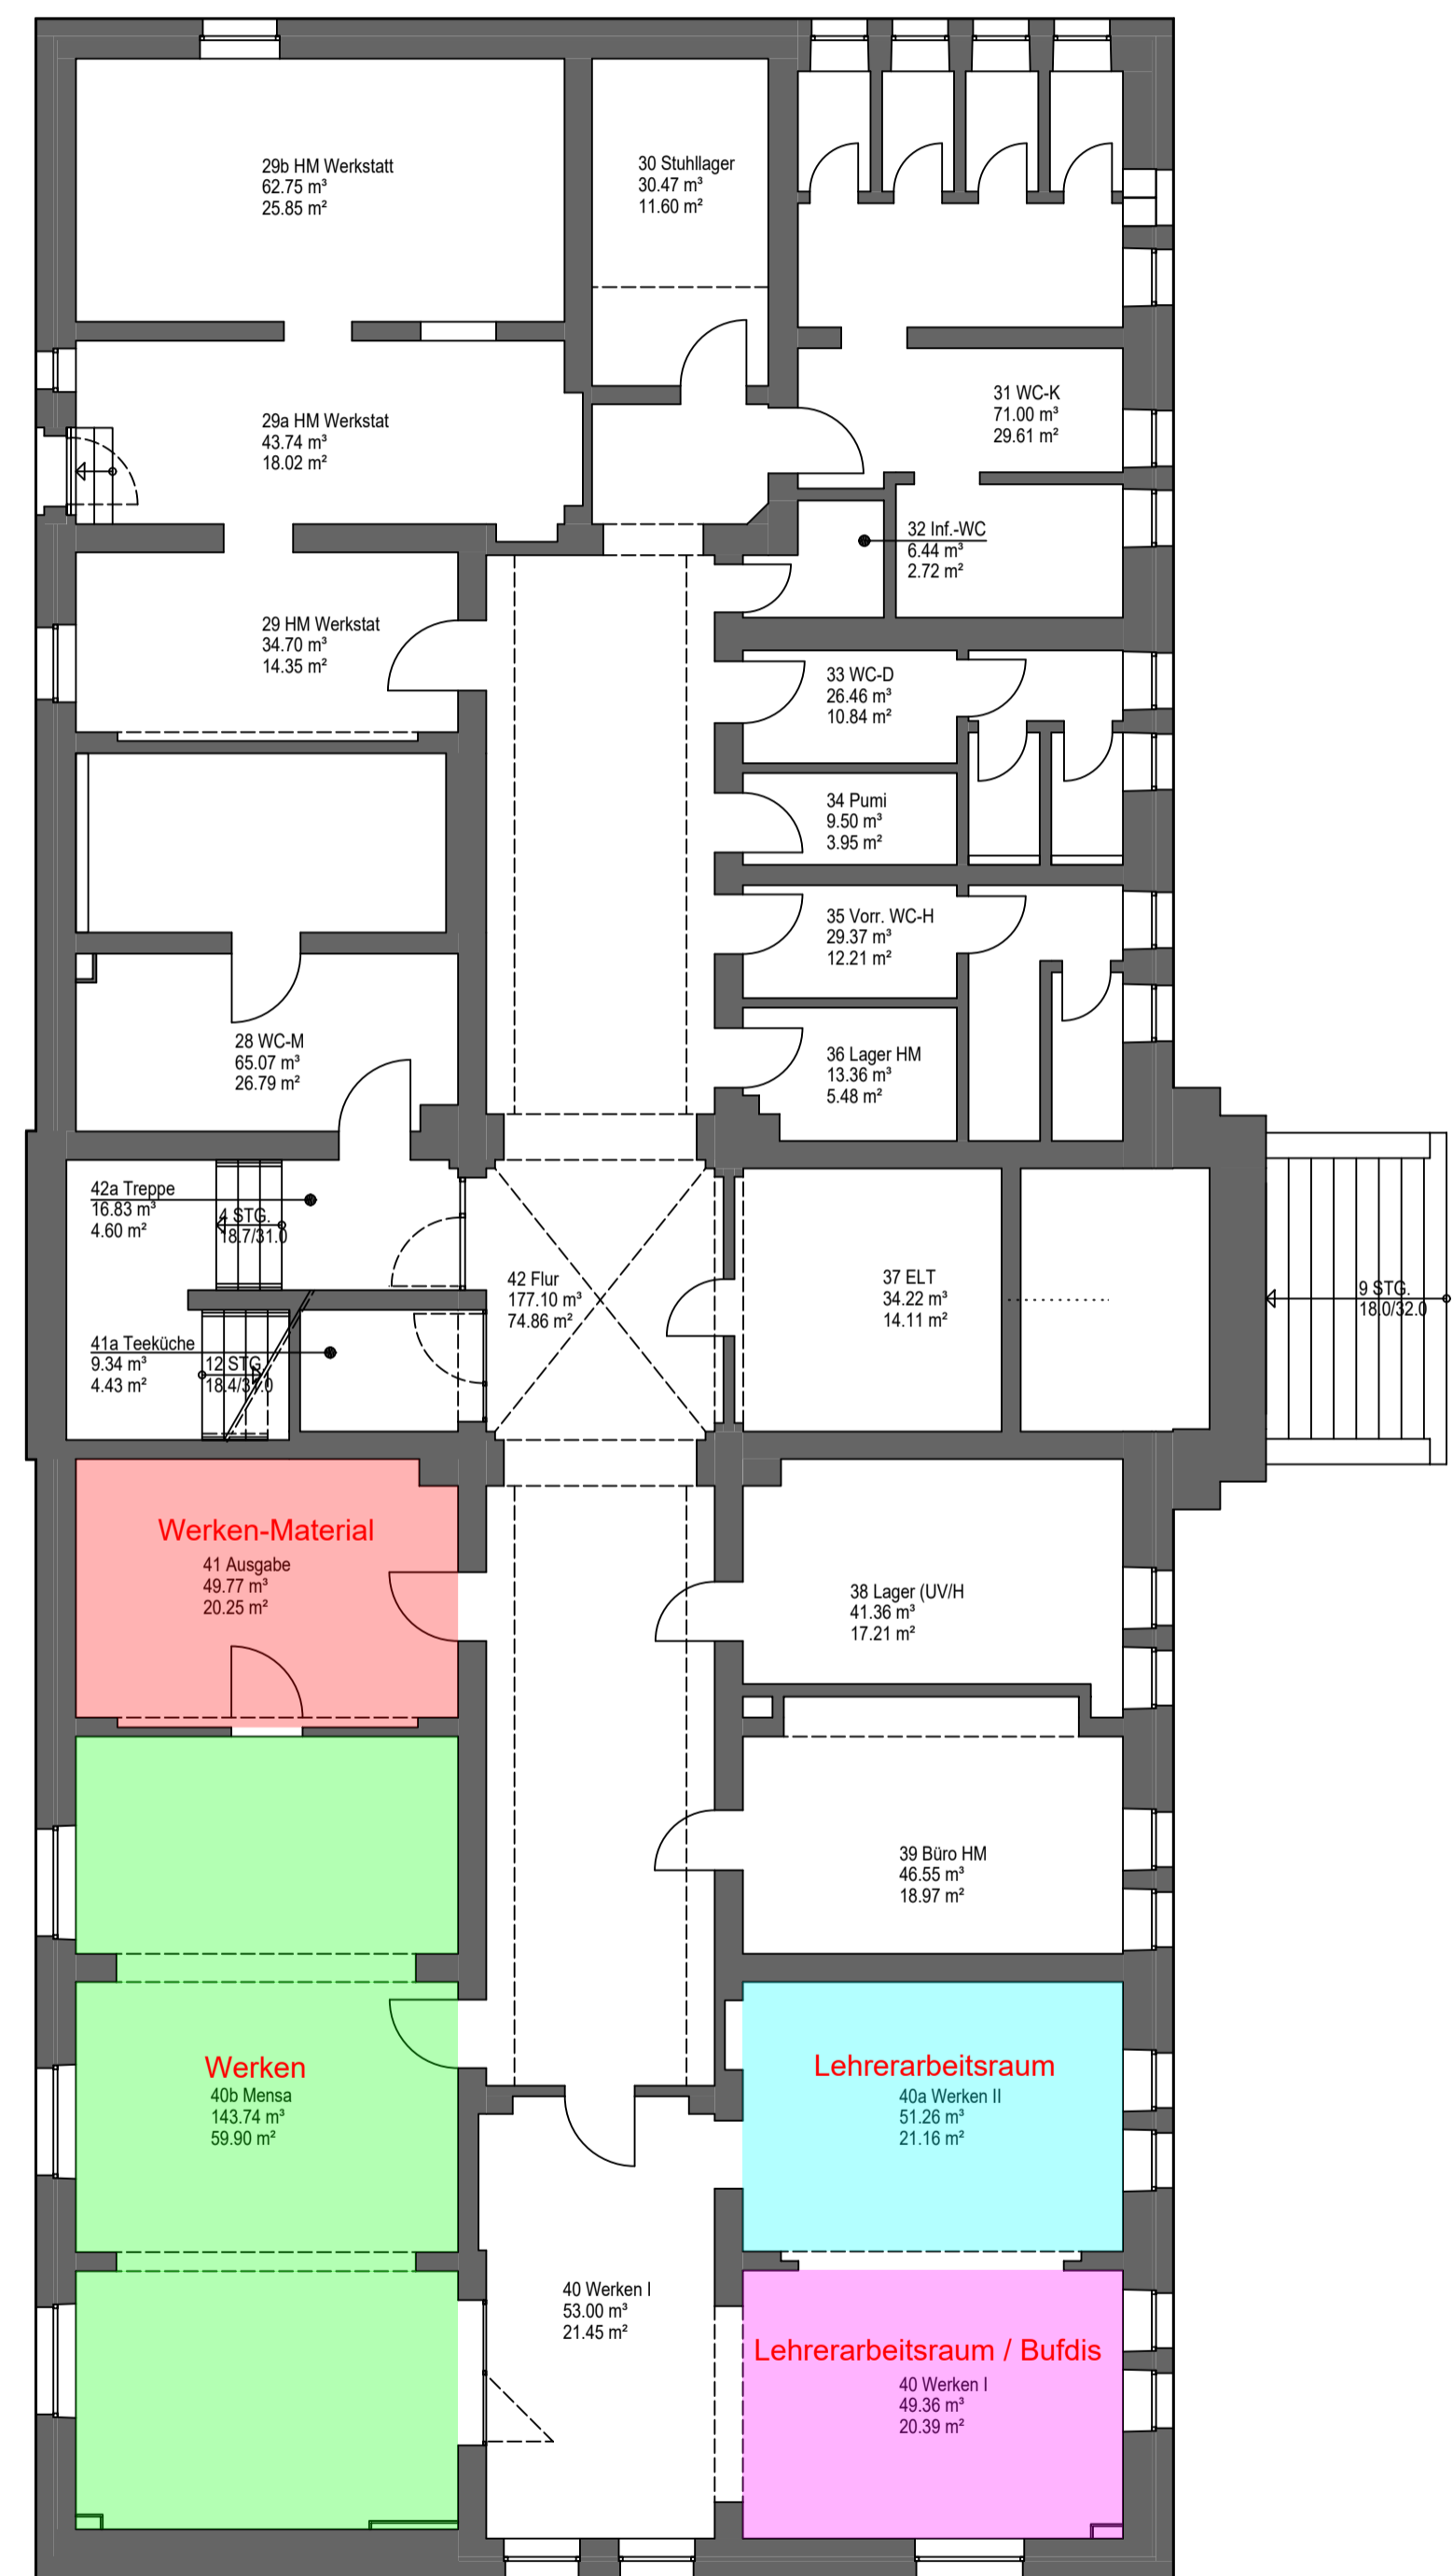 29b HM Werkstatt
62.75 m³
25.85 m²
30 Stuhllager
30.47 m³
11.60 m²
29a HM Werkstat
43.74 m³
18.02 m²
31 WC-K
71.00 m³
29.61 m²
32 Inf.-WC
6.44 m³
2.72 m²
29 HM Werkstat
34.70 m³
14.35 m²
33 WC-D
26.46 m³
10.84 m²
34 Pumi
9.50 m³
3.95 m²
35 Vorr. WC-H
29.37 m³
12.21 m²
28 WC-M
65.07 m³
26.79 m²
36 Lager HM
13.36 m³
5.48 m²
42a Treppe
16.83 m³
4.60 m²
4 STG.
18.7/31.0
42 Flur
177.10 m³
74.86 m²
37 ELT
34.22 m³
14.11 m²
9 STG.
18.0/32.0
41a Teeküche
9.34 m³
4.43 m²
12 STG
Werken-Material
41 Ausgabe
49.77 m³
20.25 m²
38 Lager (UV/H
41.36 m³
17.21 m²
39 Büro HM
46.55 m³
18.97 m²
Werken
40b Mensa
143.74 m³
59.90 m²
Lehrerarbeitsraum
40a Werken II
51.26 m³
21.16 m²
40 Werken I
53.00 m³
21.45 m²
Lehrerarbeitsraum / Bufdis
40 Werken I
49.36 m³
20.39 m²